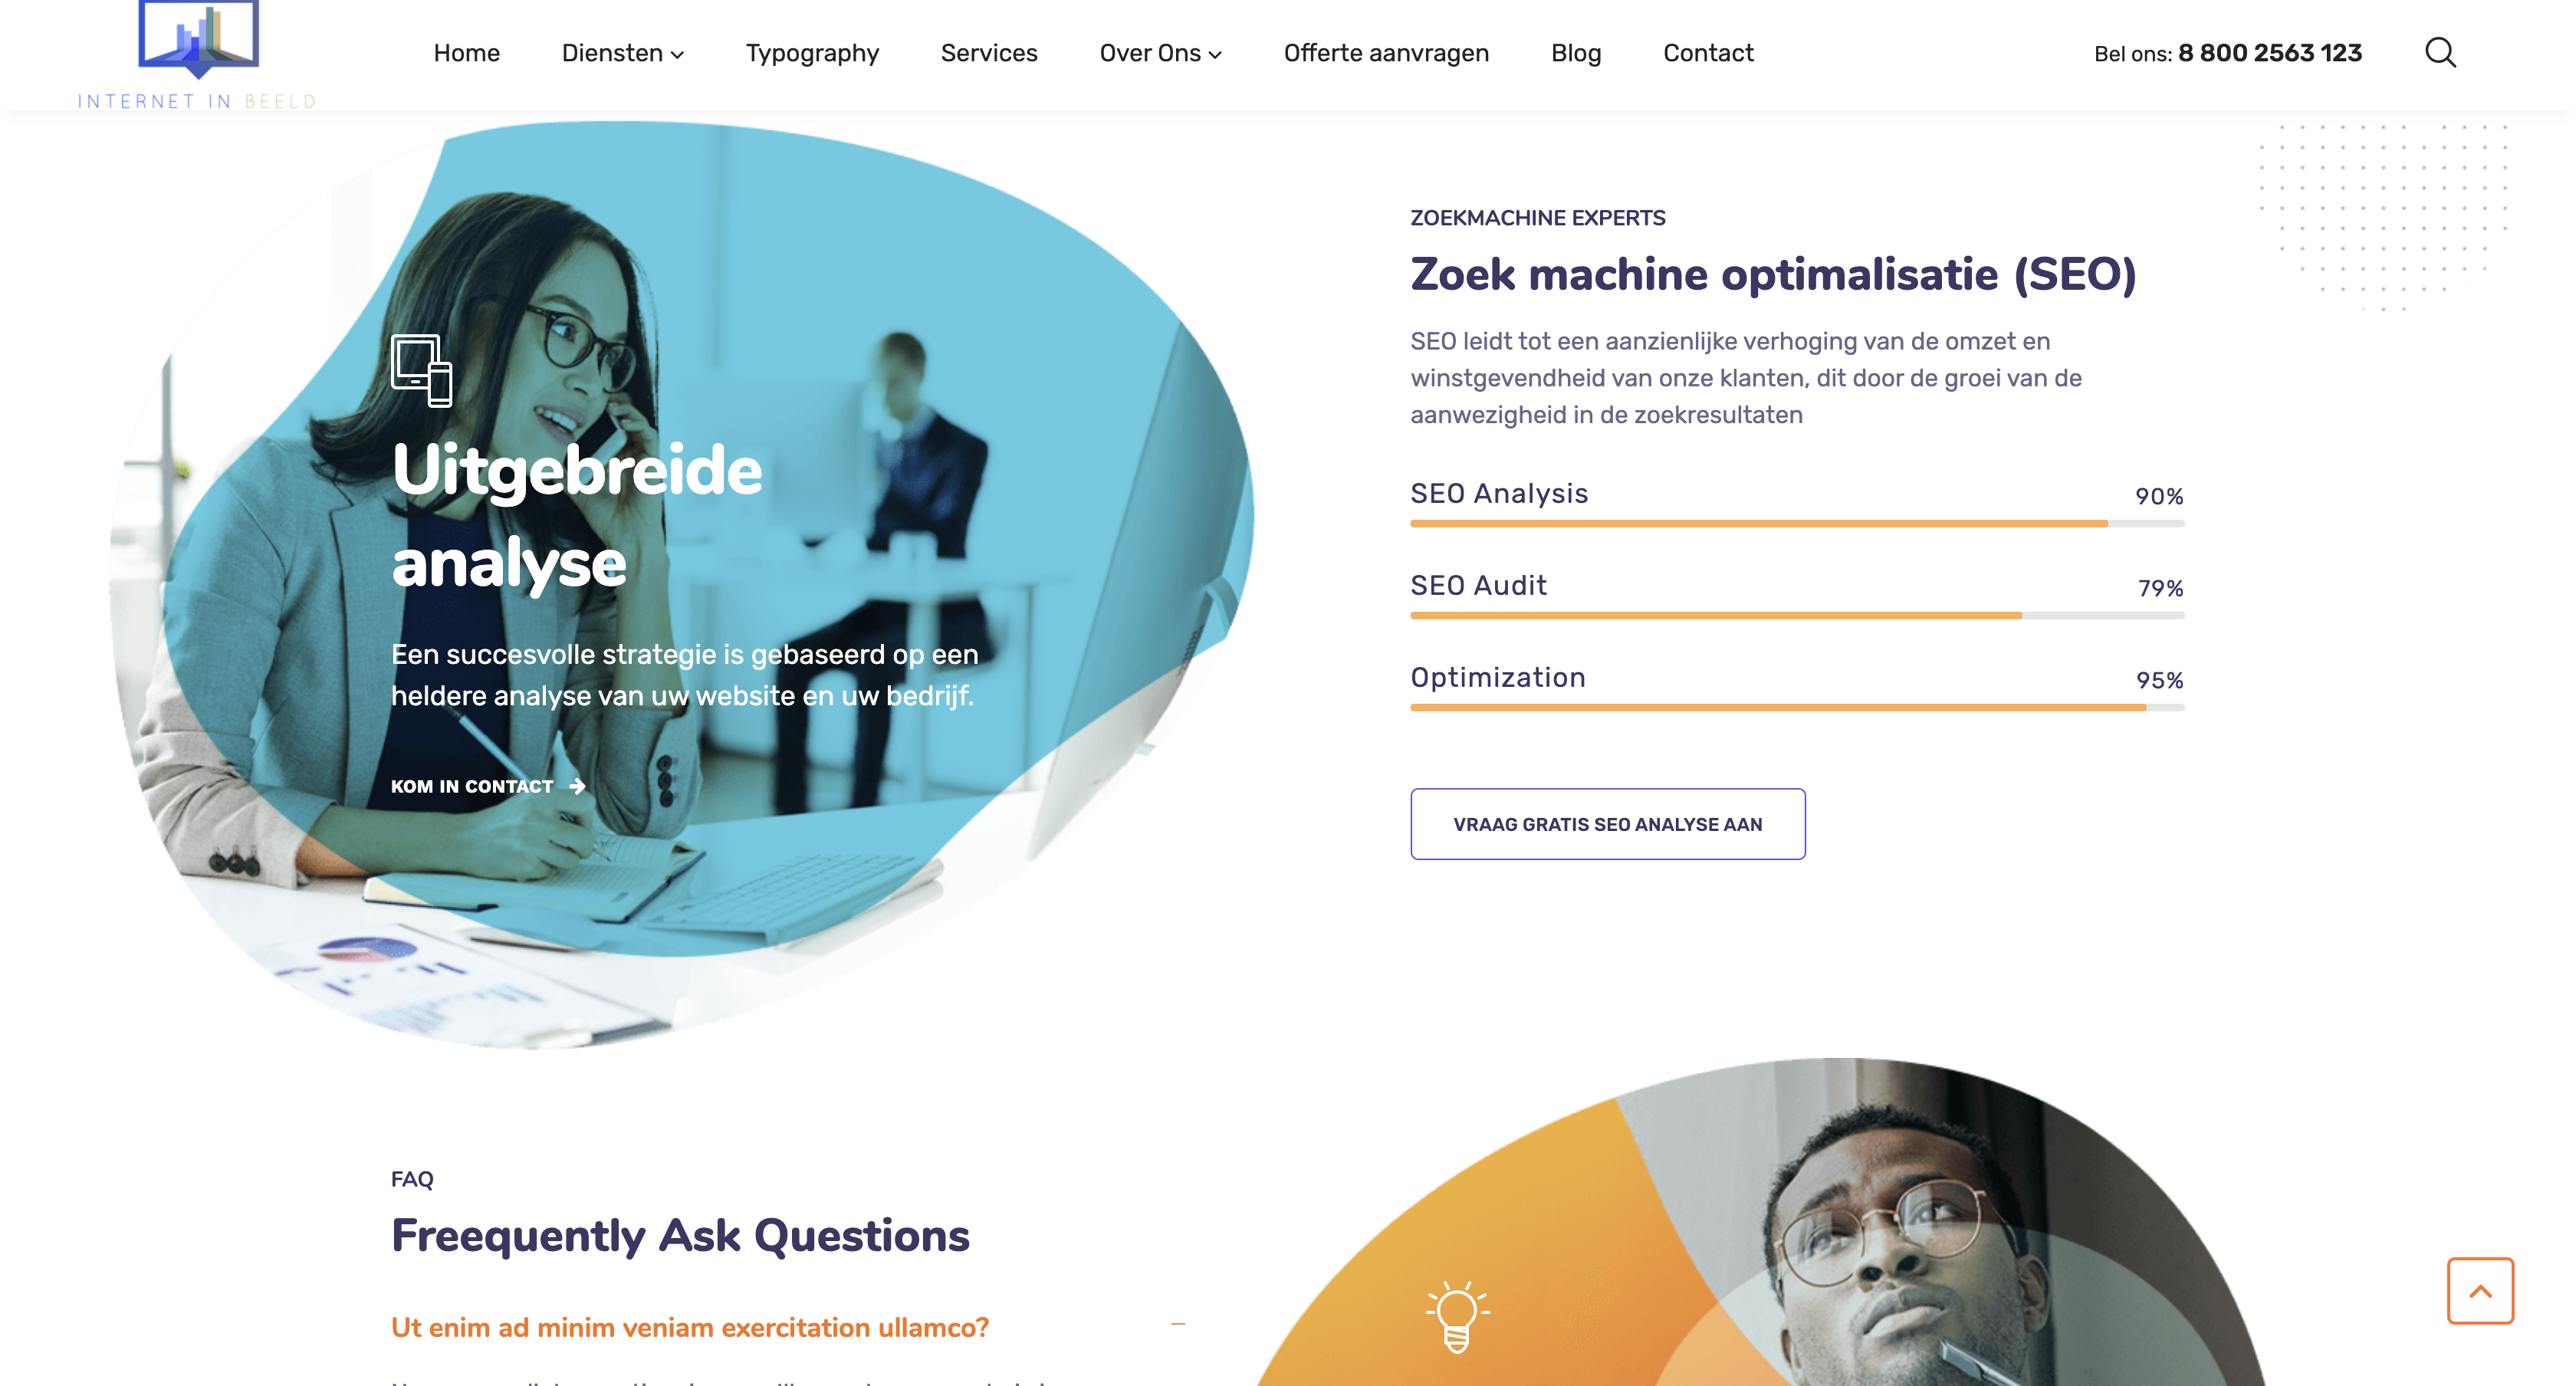 INTERNET IN BEELD
Home Diensten Typography Services Over Ons Offerte aanvragen Blog Contact Bel ons: 8 800 2563 123
Uitgebreide
analyse
Een succesvolle strategie is gebaseerd op een
heldere analyse van uw website en uw bedrijf.
KOM IN CONTACT
ZOEKMACHINE EXPERTS
Zoek machine optimalisatie (SEO)
SEO leidt tot een aanzienlijke verhoging van de omzet en
winstgevendheid van onze klanten, dit door de groei van de
aanwezigheid in de zoekresultaten
SEO Analysis 90%
SEO Audit 79%
Optimization 95%
VRAAG GRATIS SEO ANALYSE AAN
FAQ
Freequently Ask Questions
Ut enim ad minim veniam exercitation ullamco?